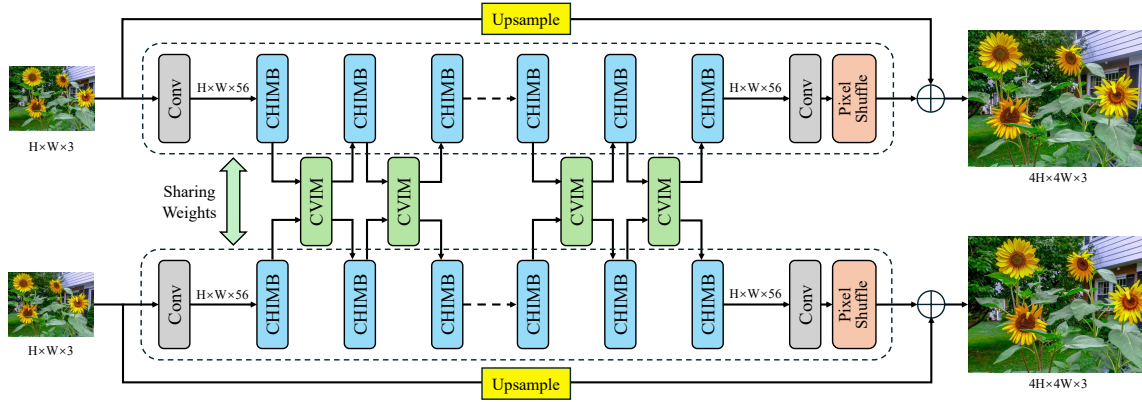 Upsample
Conv
H×W×56
CHIMB
CHIMB
CHIMB
CHIMB
CHIMB
CHIMB
H×W×56
Conv
Pixel
Shuffle
H×W×3
4H×4W×3
Sharing
Weights
CVIM
CVIM
CVIM
CVIM
Conv
H×W×56
CHIMB
CHIMB
CHIMB
CHIMB
CHIMB
CHIMB
H×W×56
Conv
Pixel
Shuffle
H×W×3
4H×4W×3
Upsample